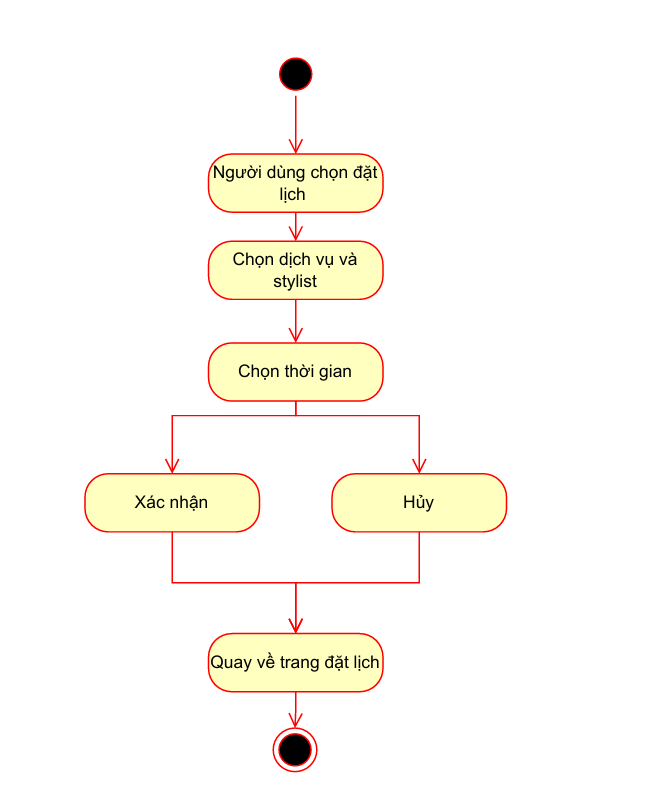 Người dùng chọn đặt
lịch
Chọn dịch vụ và
stylist
Chọn thời gian
Xác nhận
Hủy
Quay về trang đặt lịch